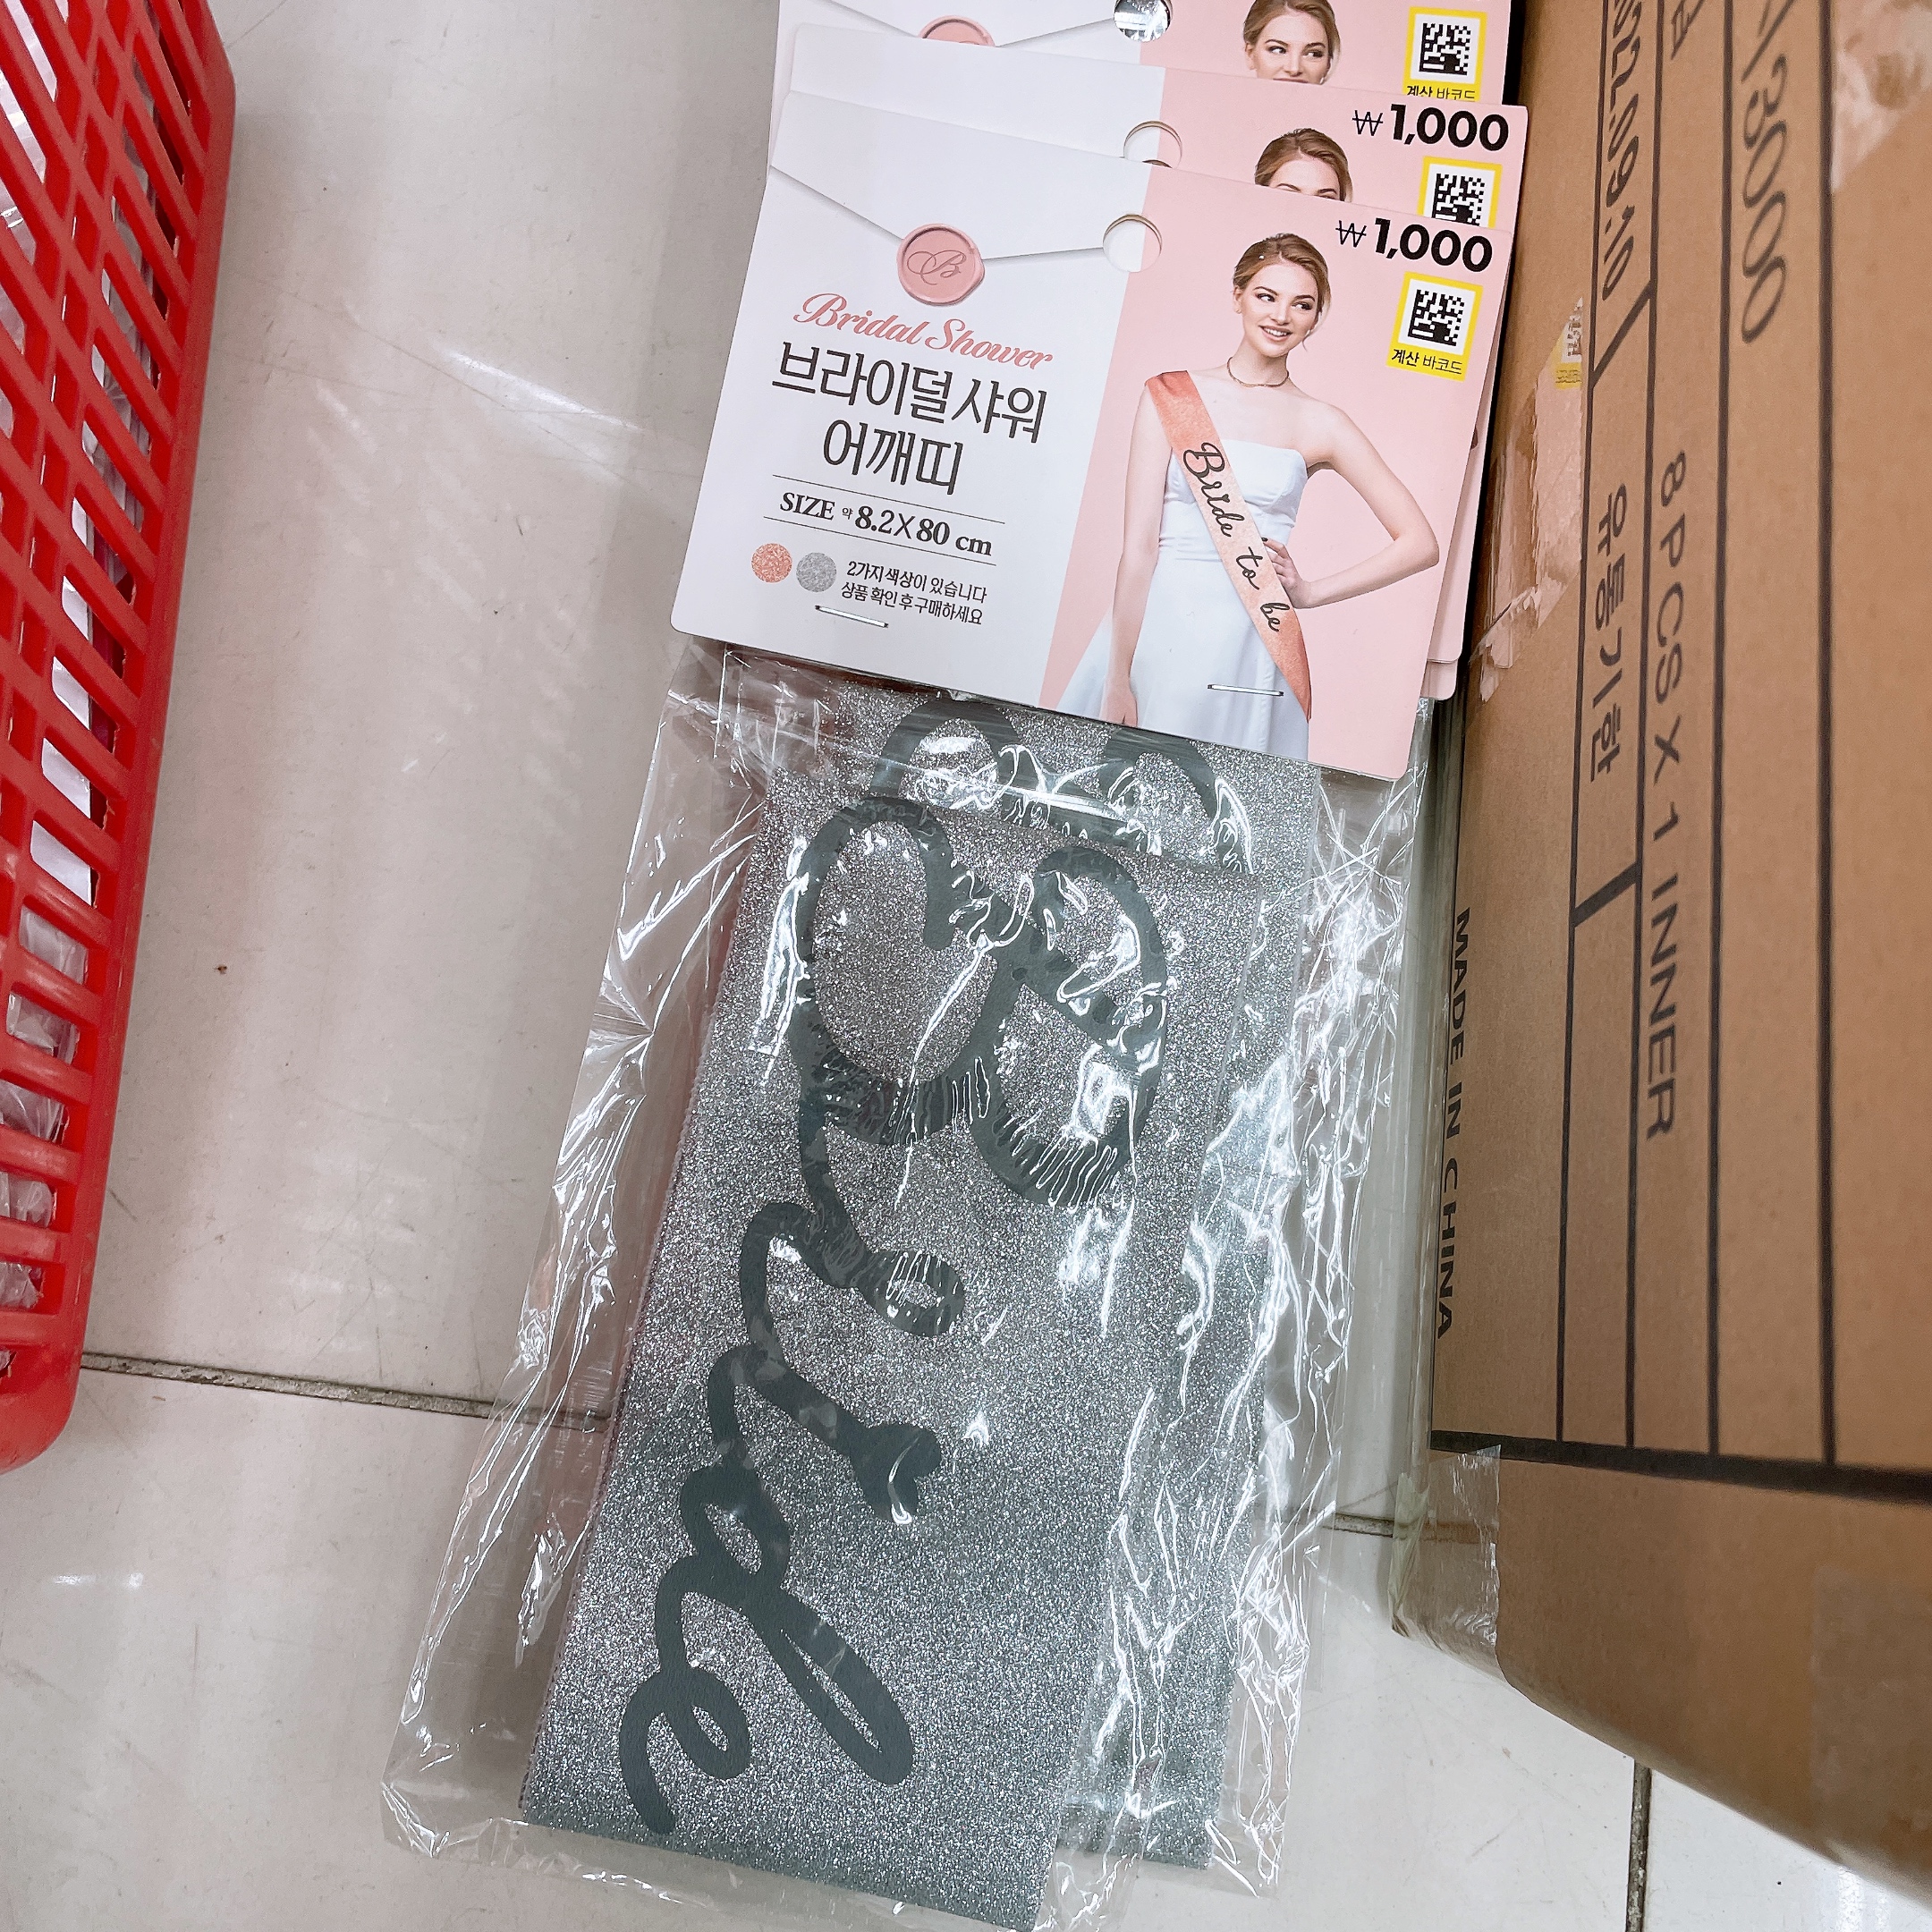 계산 바코드
₩1,000
₩1,000
계산 바코드
B
Bridal Shower
브라이덜샤워
어깨띠
SIZE 약 8.2X80 cm
2가지 색상이 있습니다
상품 확인 후 구매하세요
Bride to be
Bride
8 PCS X 1 INNER
유통기한
MADE IN CHINA